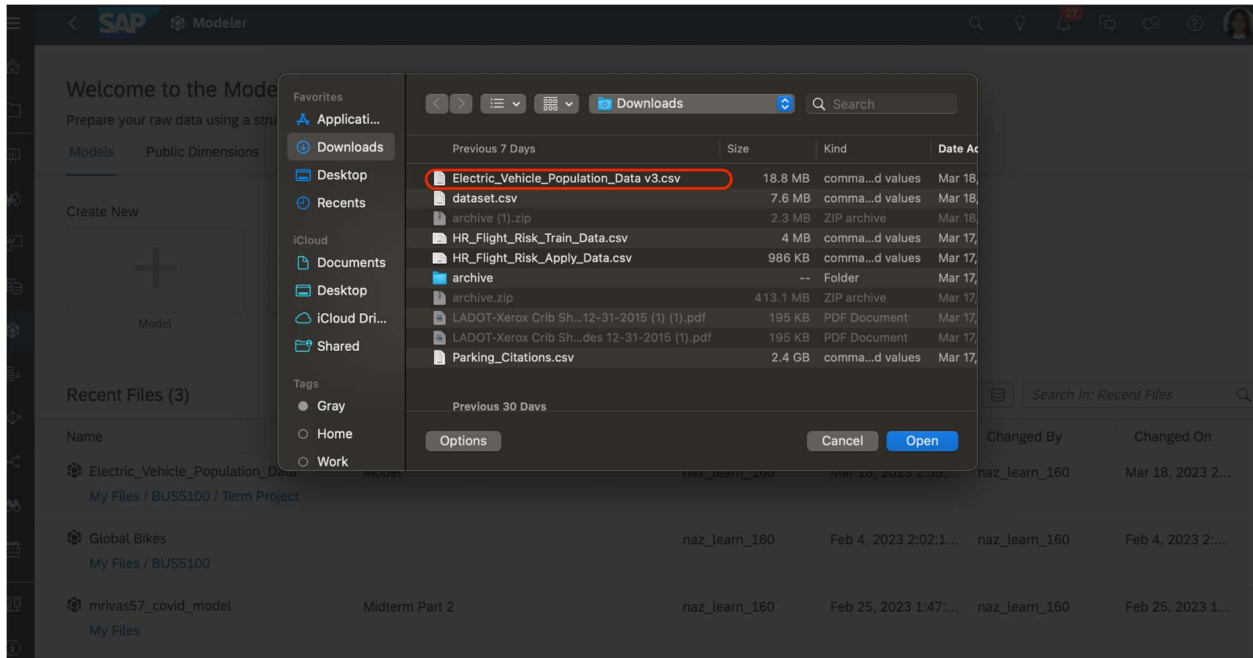 SAP Modeler 27
Welcome to the Mode
Prepare your raw data using a stru
Models Public Dimensions
Create New
Model
Favorites
Applicati...
Downloads
Desktop
Recents
iCloud
Documents
Desktop
iCloud Dri...
Shared
Tags
Gray
Home
Work
Downloads Search
Previous 7 Days Size Kind Date Ac
Electric_Vehicle_Population_Data v3.csv 18.8 MB comma...d values Mar 18,
dataset.csv 7.6 MB comma...d values Mar 18,
archive (1).zip 2.3 MB ZIP archive Mar 18,
HR_Flight_Risk_Train_Data.csv 4 MB comma...d values Mar 17,
HR_Flight_Risk_Apply_Data.csv 986 KB comma...d values Mar 17,
archive -- Folder Mar 17,
archive.zip 413.1 MB ZIP archive Mar 17,
LADOT-Xerox Crib Sh...12-31-2015 (1) (1).pdf 195 KB PDF Document Mar 17,
LADOT-Xerox Crib Sh...des 12-31-2015 (1).pdf 195 KB PDF Document Mar 17,
Parking_Citations.csv 2.4 GB comma...d values Mar 17,
Previous 30 Days
Options Cancel Open
Recent Files (3) Search In: Recent Files
Name Changed By Changed On
Electric_Vehicle_Population_Data Model naz_learn_160 Mar 18, 2023 2:55:... naz_learn_160 Mar 18, 2023 2...
My Files / BUS5100 / Term Project
Global Bikes naz_learn_160 Feb 4, 2023 2:02:1... naz_learn_160 Feb 4, 2023 2:...
My Files / BUS5100
mrivas57_covid_model Midterm Part 2 naz_learn_160 Feb 25, 2023 1:47:... naz_learn_160 Feb 25, 2023 1...
My Files